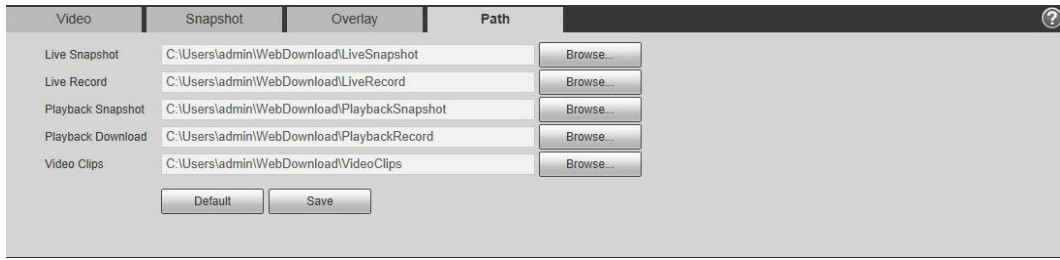 Video Snapshot Overlay Path ?
Live Snapshot C:\Users\admin\WebDownload\LiveSnapshot Browse...
Live Record C:\Users\admin\WebDownload\LiveRecord Browse...
Playback Snapshot C:\Users\admin\WebDownload\PlaybackSnapshot Browse...
Playback Download C:\Users\admin\WebDownload\PlaybackRecord Browse...
Video Clips C:\Users\admin\WebDownload\VideoClips Browse...
Default Save